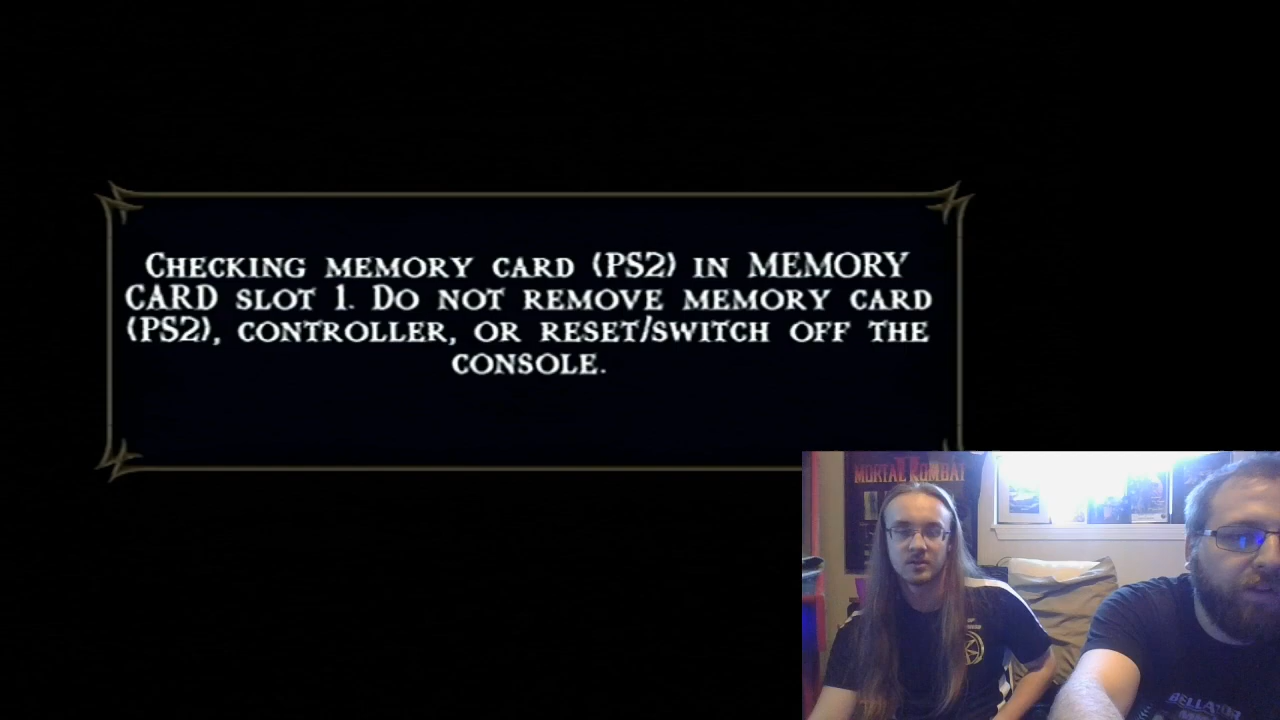 Checking memory card (PS2) in MEMORY
CARD slot 1. Do not remove memory card
(PS2), controller, or reset/switch off the
console.
MORTAL KOMBAT
II